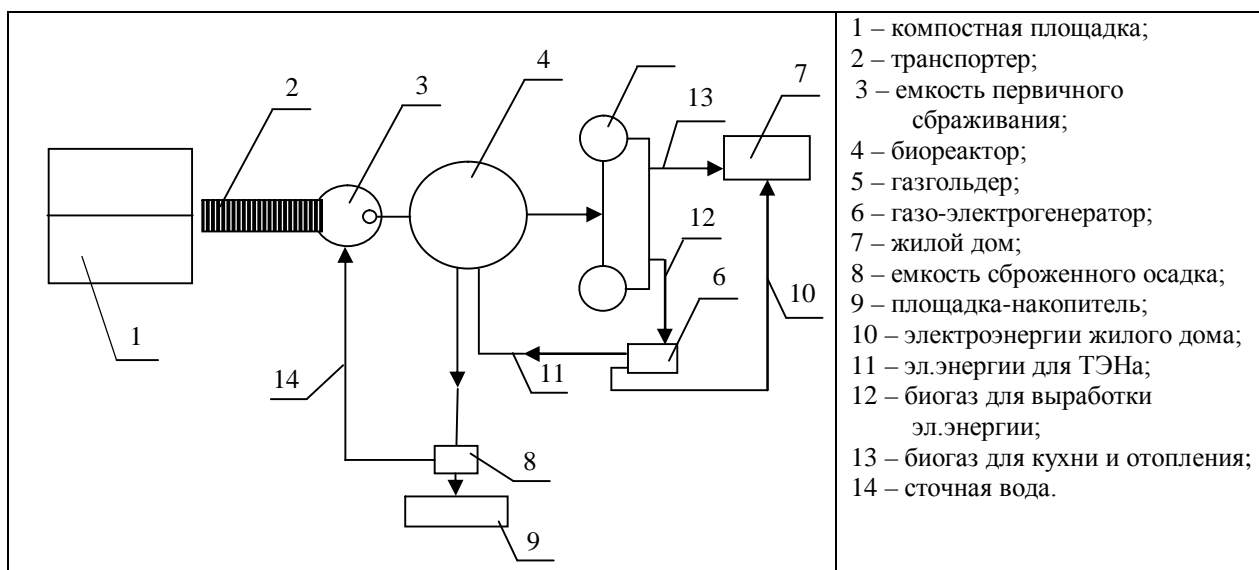 2
3
4
13
7
1
12
6
10
14
11
8
9
1 – компостная площадка;
2 – транспортер;
3 – емкость первичного
сбраживания;
4 – биореактор;
5 – газгольдер;
6 – газо-электрогенератор;
7 – жилой дом;
8 – емкость сброженного осадка;
9 – площадка-накопитель;
10 – электроэнергии жилого дома;
11 – эл.энергии для ТЭНа;
12 – биогаз для выработки
эл.энергии;
13 – биогаз для кухни и отопления;
14 – сточная вода.